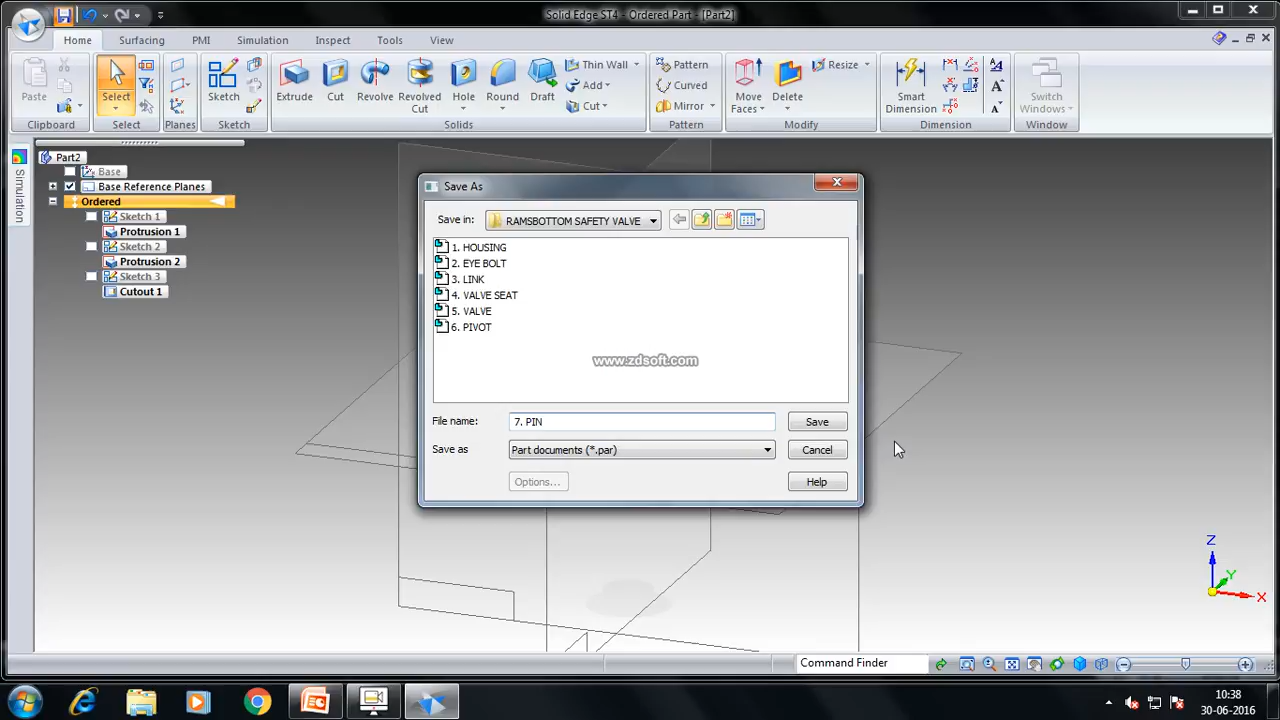 Solid Edge ST4 - Ordered Part - [Part2]
Home Surfacing PMI Simulation Inspect Tools View
Paste
Clipboard
Select
Select
Planes
Sketch
Sketch
Extrude
Cut
Revolve
Revolved Cut
Hole
Round
Draft
Thin Wall
Add
Cut
Solids
Pattern
Curved
Mirror
Pattern
Move Faces
Delete
Resize
Modify
Smart Dimension
Dimension
Switch Windows
Window
Simulation
Part2
Base
Base Reference Planes
Ordered
Sketch 1
Protrusion 1
Sketch 2
Protrusion 2
Sketch 3
Cutout 1
Save As
Save in: RAMSBOTTOM SAFETY VALVE
1. HOUSING
2. EYE BOLT
3. LINK
4. VALVE SEAT
5. VALVE
6. PIVOT
www.zdsoft.com
File name: 7. PIN Save
Save as Part documents (*.par) Cancel
Options... Help
Z
Y
X
Command Finder
10:38
30-06-2016